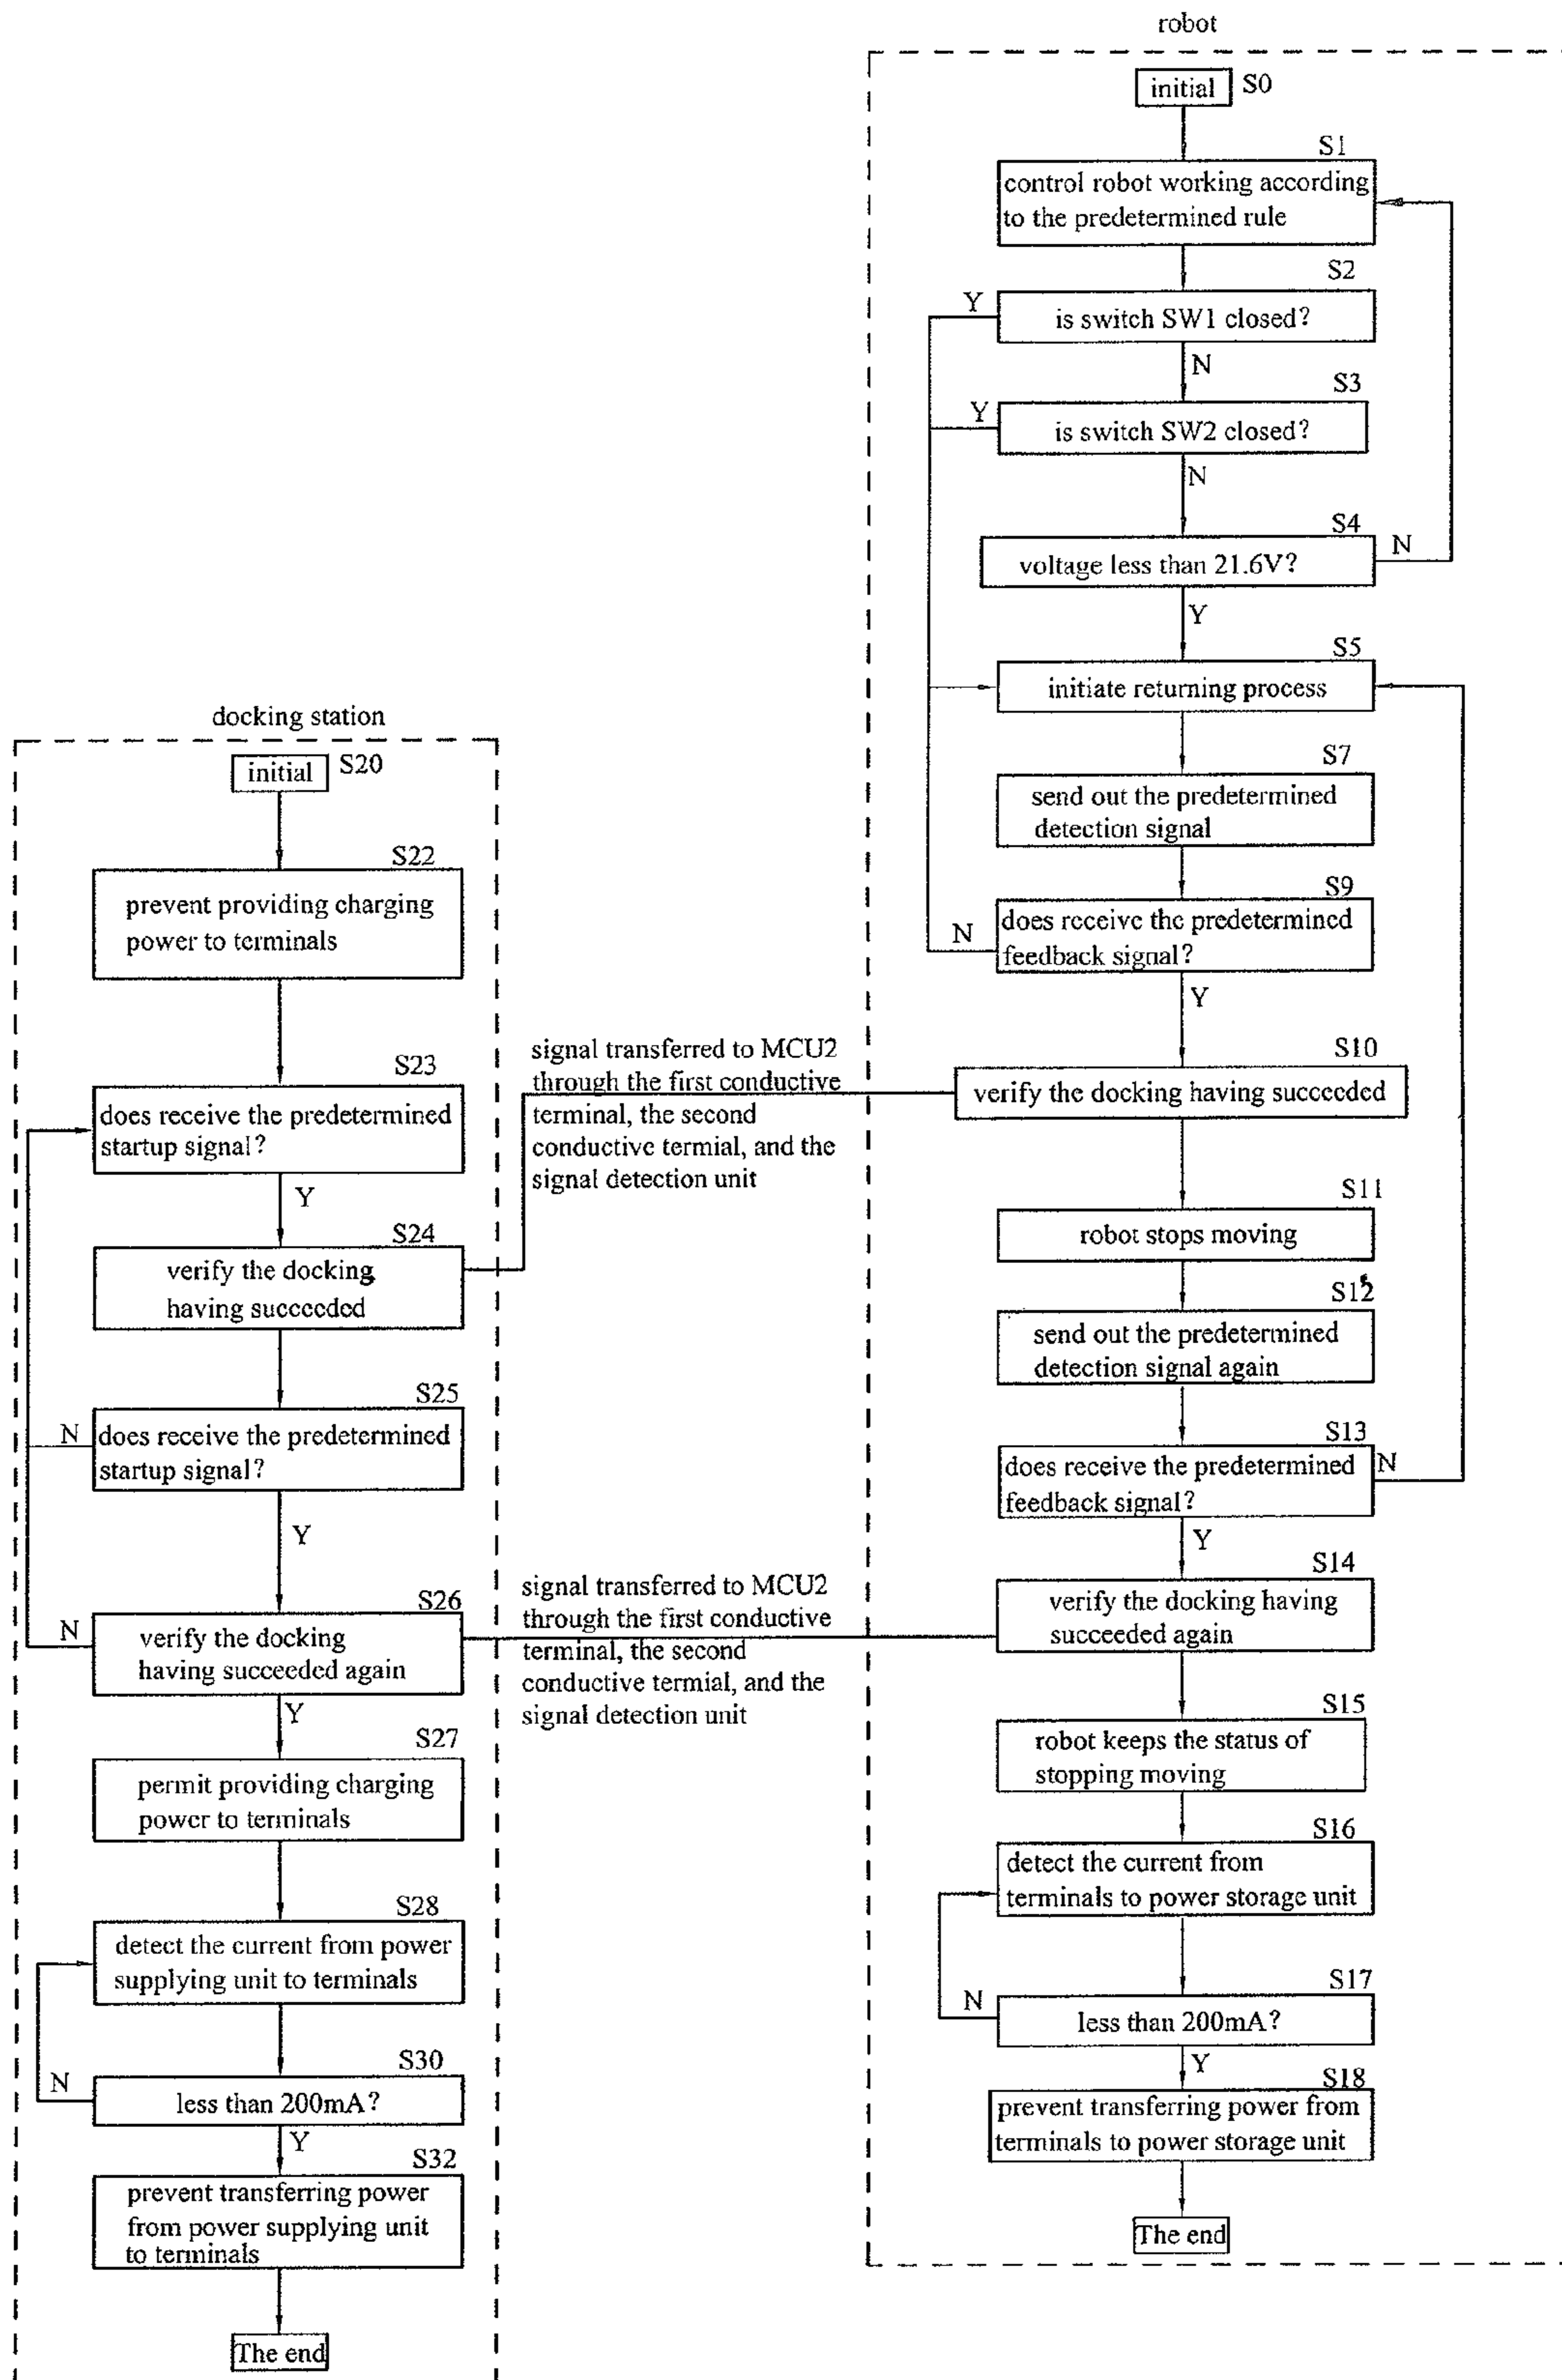 robot
initial S0
S1
control robot working according
to the predetermined rule
S2
Y
is switch SW1 closed?
N
S3
Y
is switch SW2 closed?
N
S4
voltage less than 21.6V?
N
Y
S5
initiate returning process
S7
send out the predetermined
detection signal
S9
does receive the predetermined
feedback signal?
N
Y
S10
verify the docking having succeeded
S11
robot stops moving
S12
send out the predetermined
detection signal again
S13
does receive the predetermined
feedback signal?
N
Y
S14
verify the docking having
succeeded again
S15
robot keeps the status of
stopping moving
S16
detect the current from
terminals to power storage unit
S17
N
less than 200mA?
Y
S18
prevent transferring power from
terminals to power storage unit
The end
docking station
initial S20
S22
prevent providing charging
power to terminals
S23
does receive the predetermined
startup signal?
Y
S24
verify the docking
having succeeded
S25
N
does receive the predetermined
startup signal?
Y
S26
N
verify the docking
having succeeded again
Y
S27
permit providing charging
power to terminals
S28
detect the current from power
supplying unit to terminals
S30
N
less than 200mA?
Y
S32
prevent transferring power
from power supplying unit
to terminals
The end
signal transferred to MCU2
through the first conductive
terminal, the second
conductive termial, and the
signal detection unit
signal transferred to MCU2
through the first conductive
terminal, the second
conductive termial, and the
signal detection unit